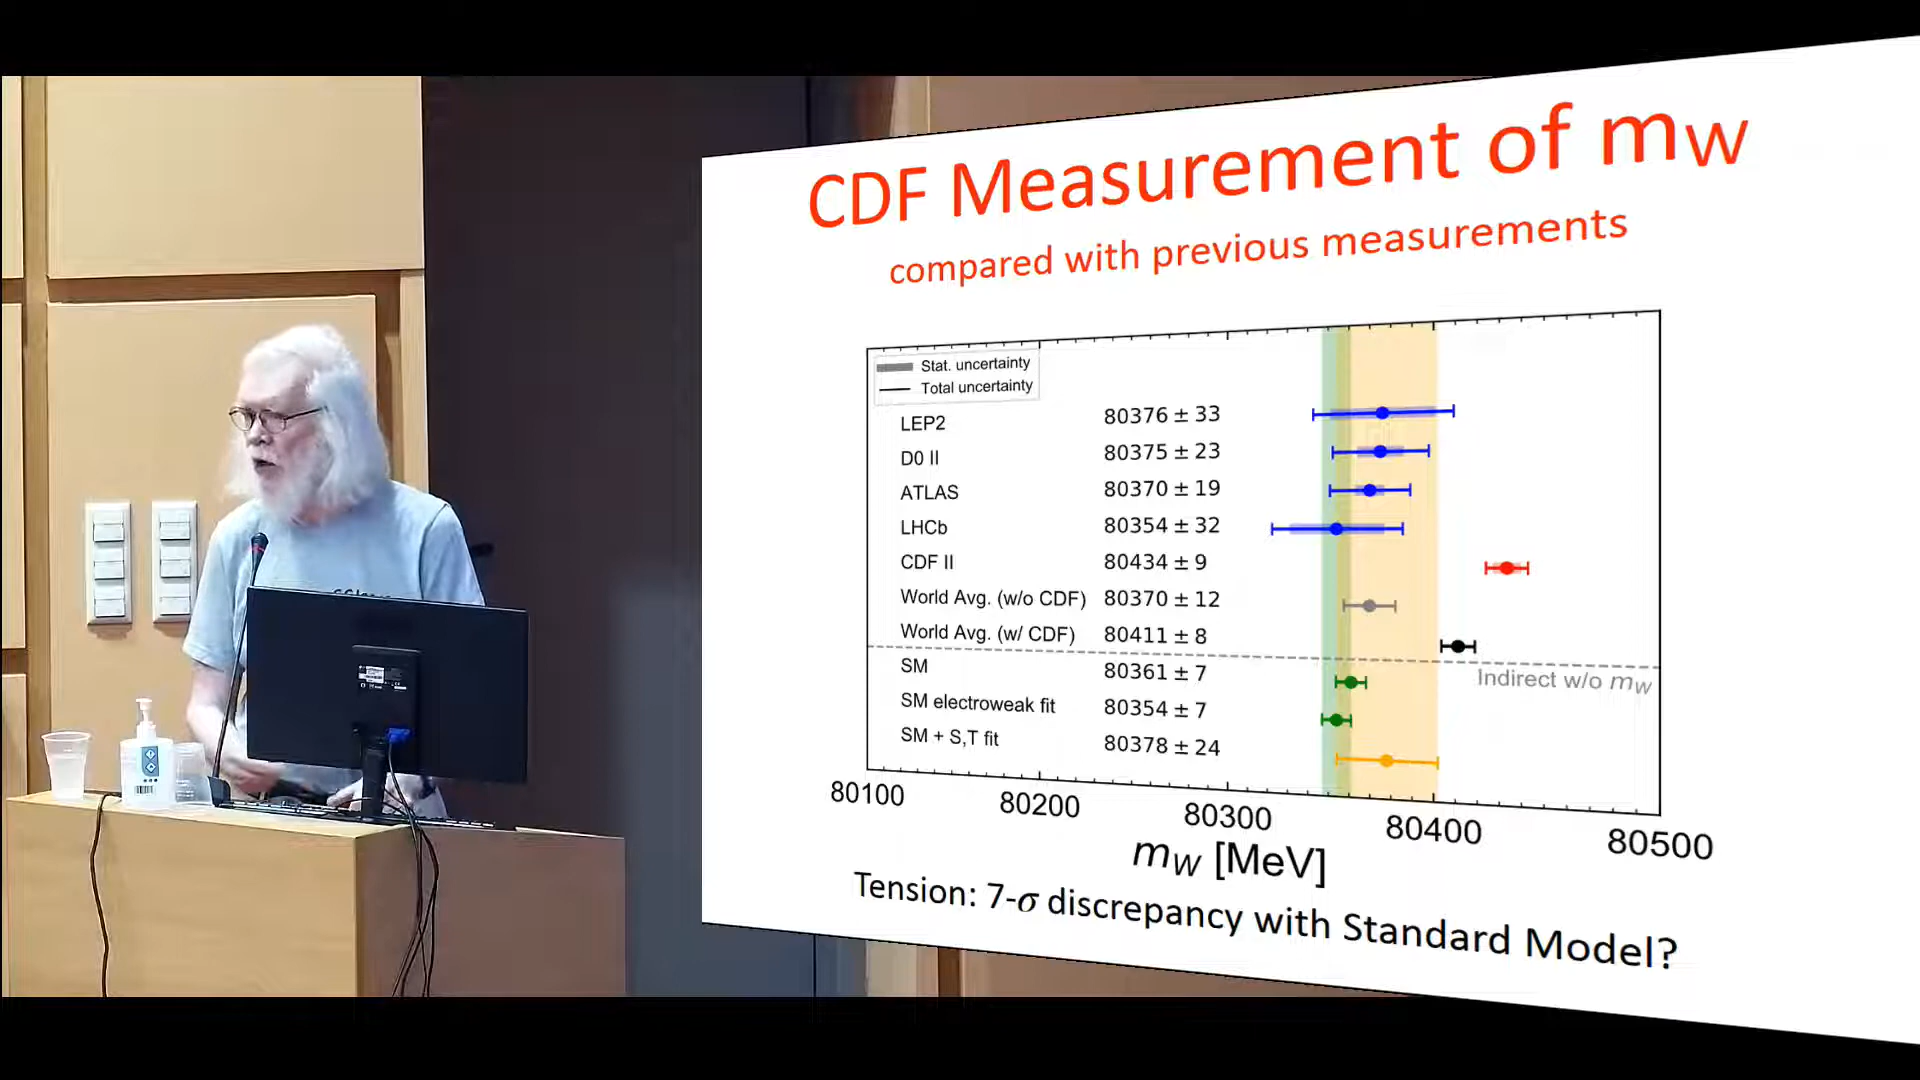 CDF Measurement of mW
compared with previous measurements
Stat. uncertainty
Total uncertainty
LEP2 80376 ± 33
D0 II 80375 ± 23
ATLAS 80370 ± 19
LHCb 80354 ± 32
CDF II 80434 ± 9
World Avg. (w/o CDF) 80370 ± 12
World Avg. (w/ CDF) 80411 ± 8
SM 80361 ± 7
Indirect w/o mW
SM electroweak fit 80354 ± 7
SM + S,T fit 80378 ± 24
80100 80200 80300 80400 80500
mW [MeV]
Tension: 7-σ discrepancy with Standard Model?